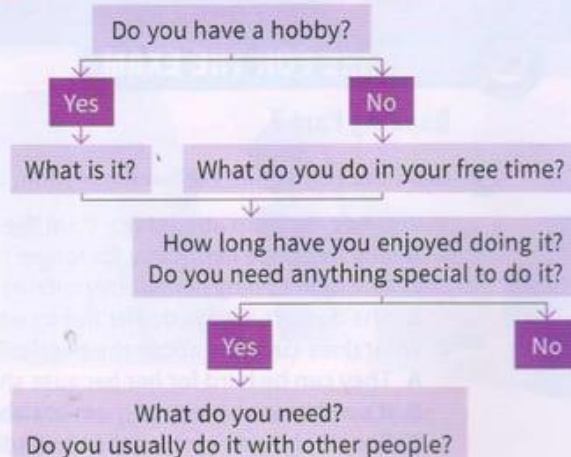 Do you have a hobby?
Yes
No
What is it?
What do you do in your free time?
How long have you enjoyed doing it?
Do you need anything special to do it?
Yes
No
What do you need?
Do you usually do it with other people?